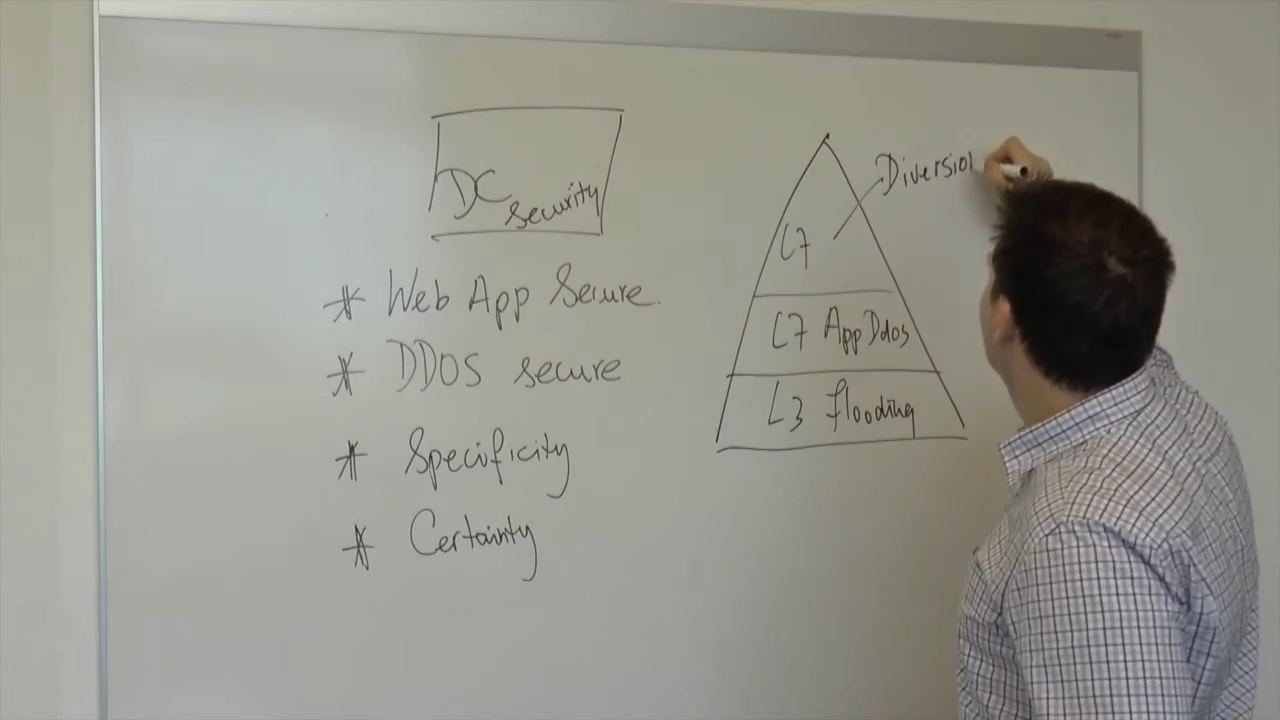 DC
security
* Web App Secure
* DDOS secure
* Specificity
* Certainty
Diversion
L7
L7 App DDos
L3 flooding